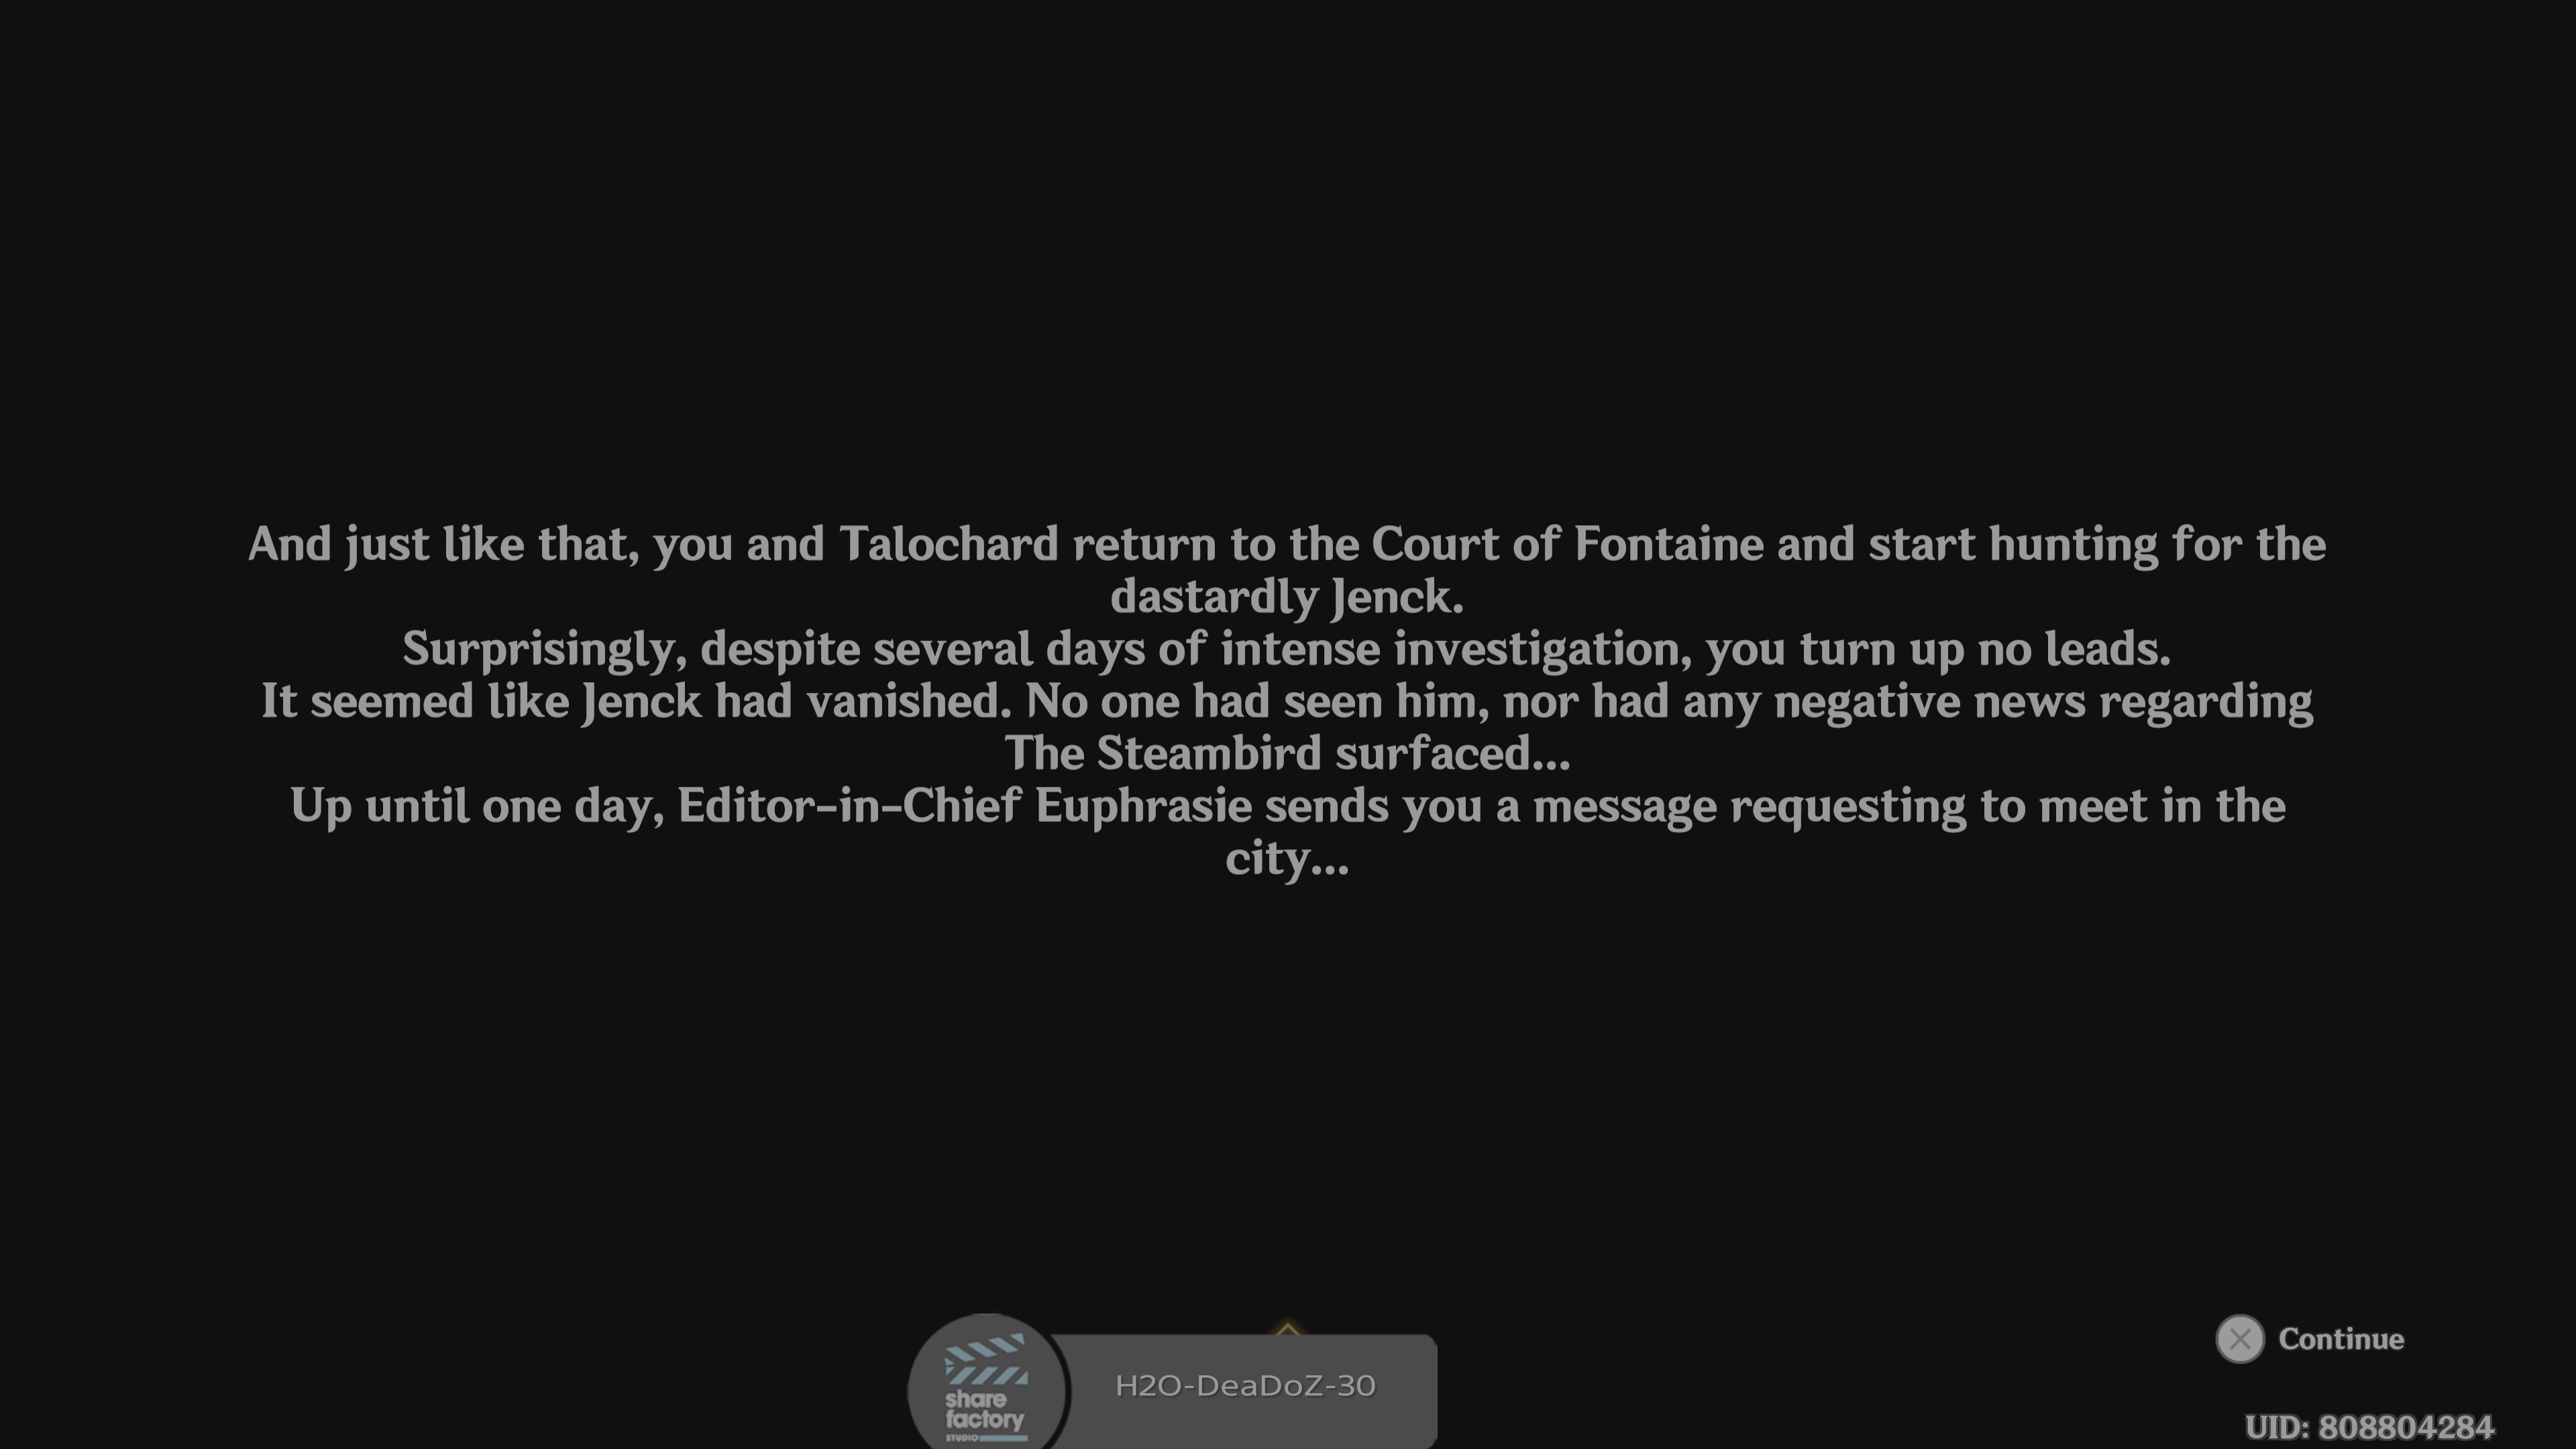 And just like that, you and Talochard return to the Court of Fontaine and start hunting for the
dastardly Jenck.
Surprisingly, despite several days of intense investigation, you turn up no leads.
It seemed like Jenck had vanished. No one had seen him, nor had any negative news regarding
The Steambird surfaced...
Up until one day, Editor-in-Chief Euphrasie sends you a message requesting to meet in the
city...
Continue
share
factory
STUDIO
H2O-DeaDoZ-30
UID: 808804284